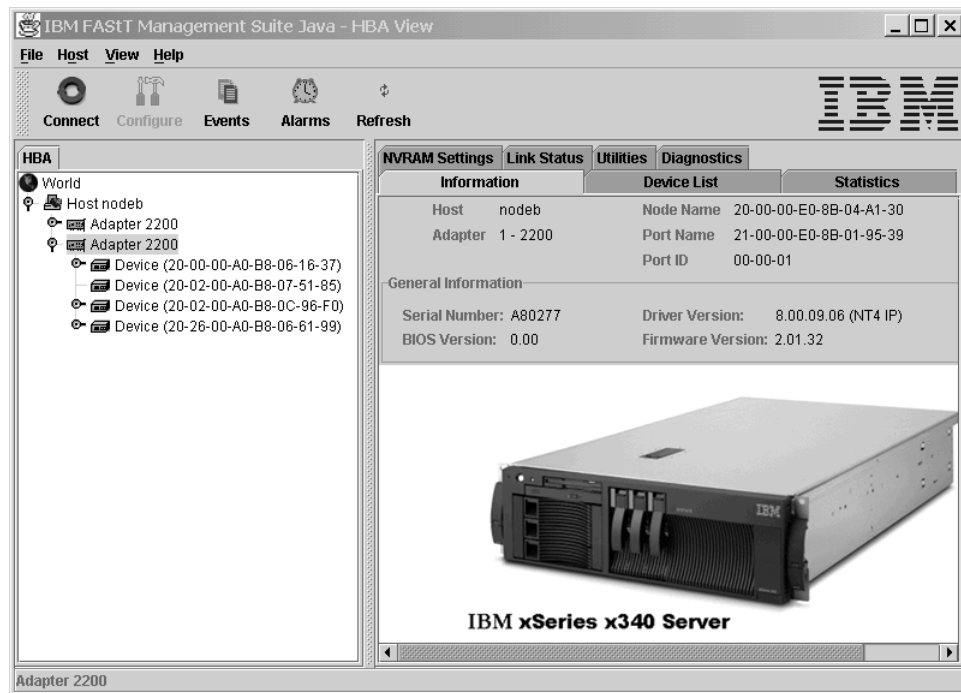 IBM FAStT Management Suite Java - HBA View
File Host View Help
Connect Configure Events Alarms Refresh
IBM
HBA
World
Host nodeb
Adapter 2200
Adapter 2200
Device (20-00-00-A0-B8-06-16-37)
Device (20-02-00-A0-B8-07-51-85)
Device (20-02-00-A0-B8-0C-96-F0)
Device (20-26-00-A0-B8-06-61-99)
NVRAM Settings Link Status Utilities Diagnostics
Information Device List Statistics
Host nodeb Node Name 20-00-00-E0-8B-04-A1-30
Adapter 1 - 2200 Port Name 21-00-00-E0-8B-01-95-39
Port ID 00-00-01
General Information
Serial Number: A80277 Driver Version: 8.00.09.06 (NT4 IP)
BIOS Version: 0.00 Firmware Version: 2.01.32
IBM
IBM xSeries x340 Server
Adapter 2200